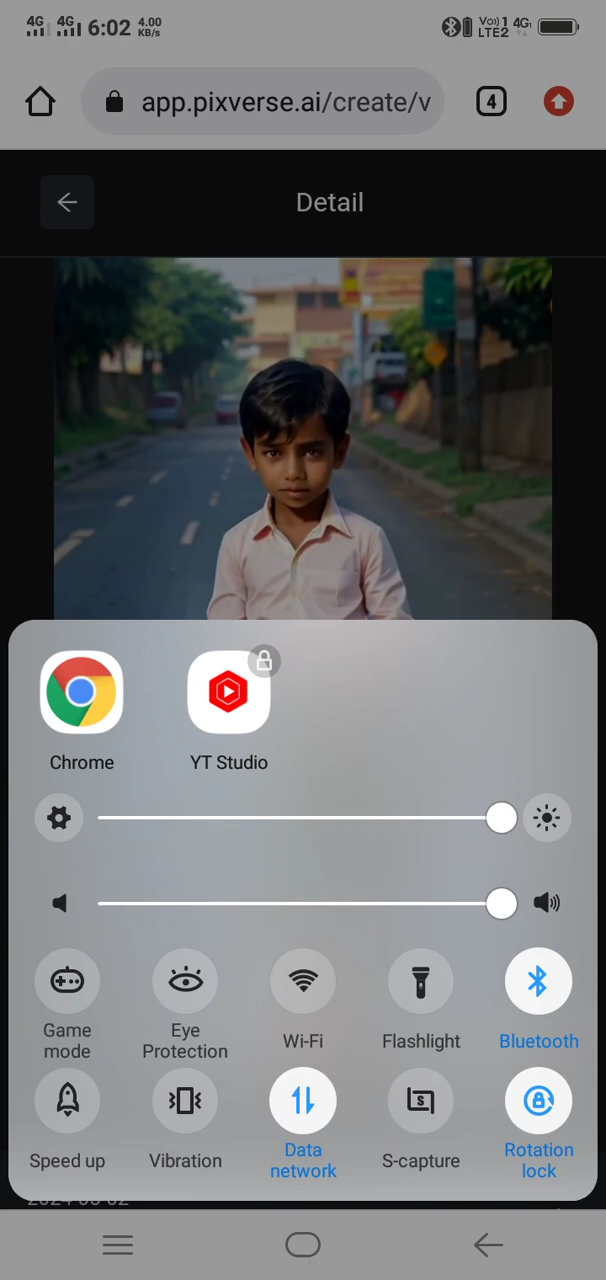 4G 4G 6:02 4.00 KB/s Vo)) 1 LTE2 4G
app.pixverse.ai/create/v 4
Detail
Chrome YT Studio
Game mode
Eye Protection
Wi-Fi
Flashlight
Bluetooth
Speed up
Vibration
Data network
S-capture
Rotation lock